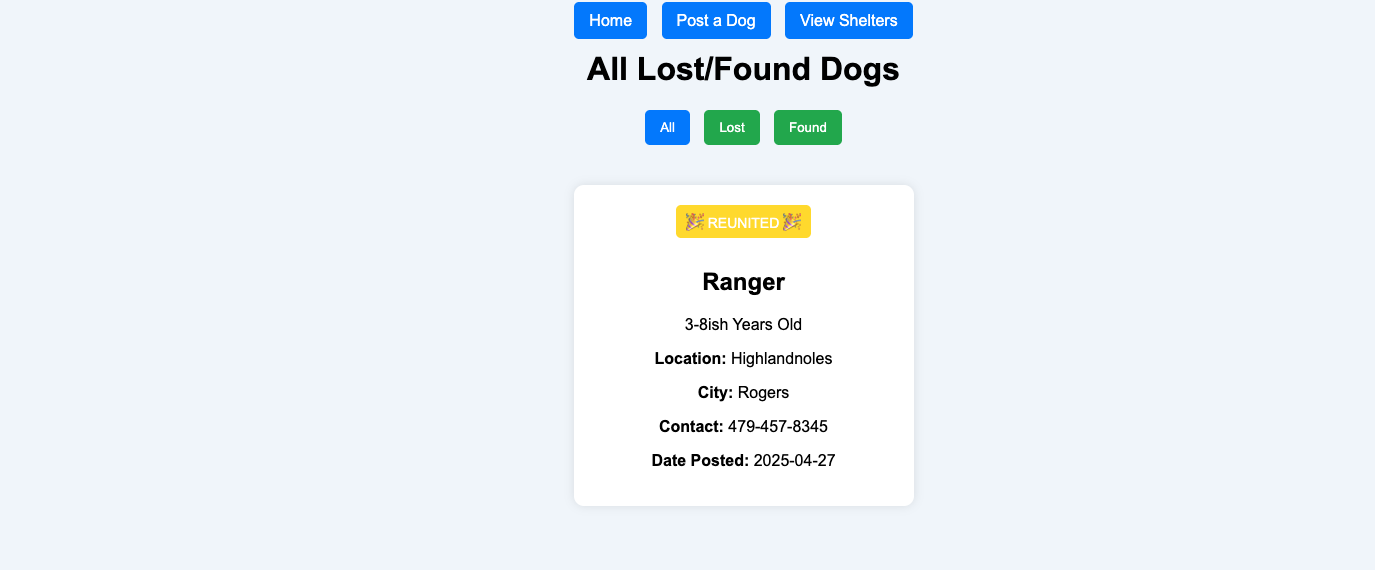 Home Post a Dog View Shelters
All Lost/Found Dogs
All Lost Found
🎉 REUNITED 🎉
Ranger
3-8ish Years Old
Location: Highlandnoles
City: Rogers
Contact: 479-457-8345
Date Posted: 2025-04-27